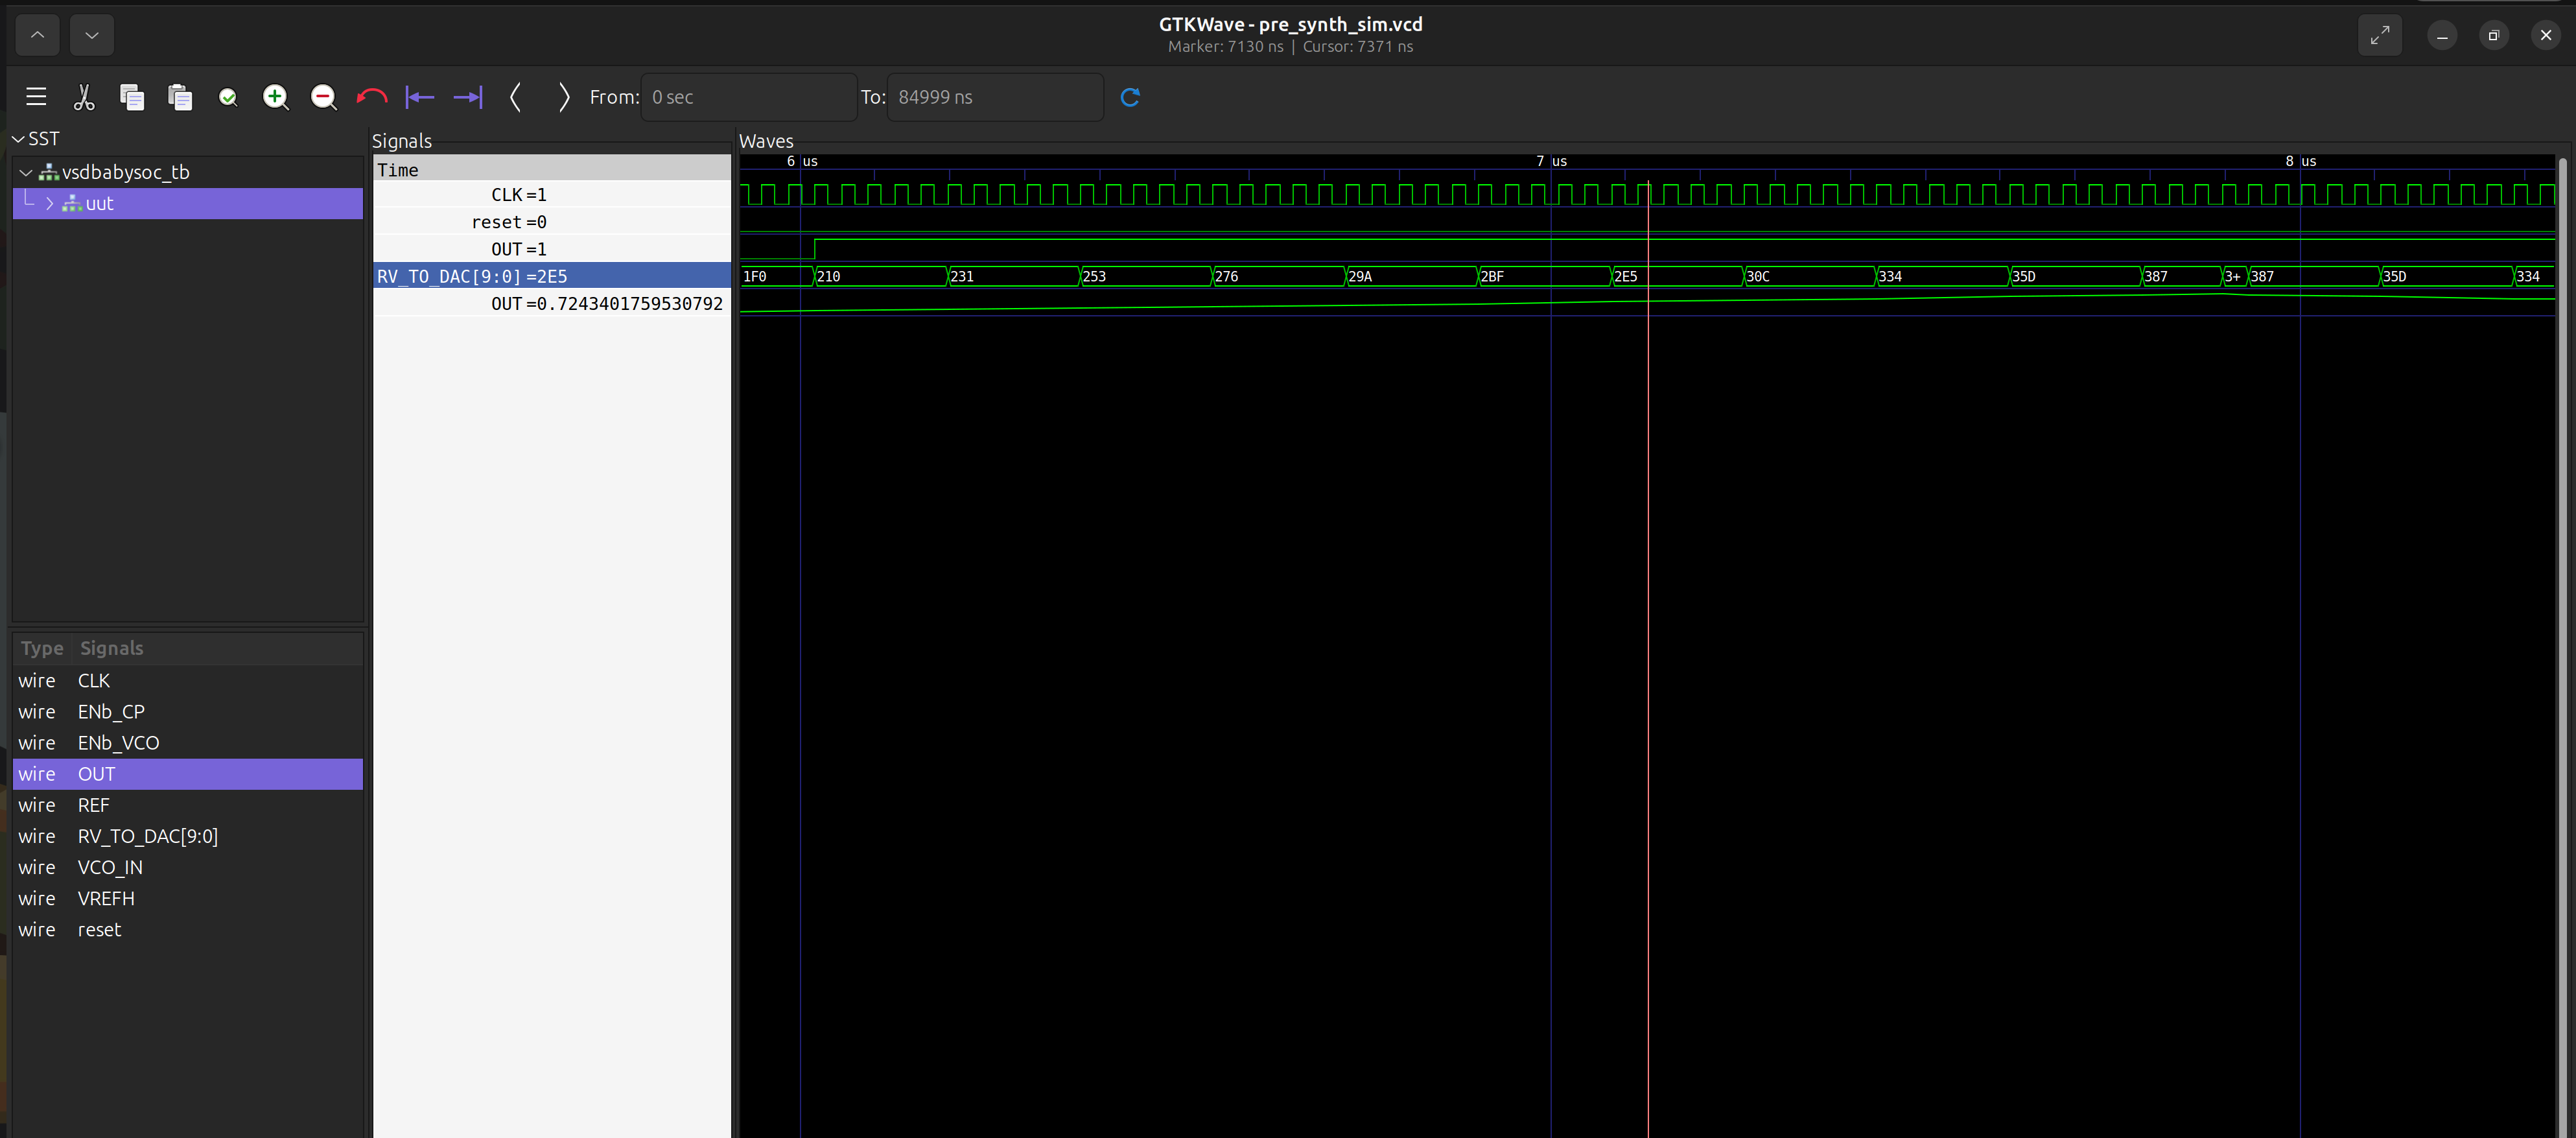 GTKWave - pre_synth_sim.vcd
Marker: 7130 ns | Cursor: 7371 ns
From: 0 sec To: 84999 ns
SST
vsdbabysoc_tb
uut
Type Signals
wire CLK
wire ENb_CP
wire ENb_VCO
wire OUT
wire REF
wire RV_TO_DAC[9:0]
wire VCO_IN
wire VREFH
wire reset
Signals
Time
CLK=1
reset=0
OUT=1
RV_TO_DAC[9:0]=2E5
OUT=0.7243401759530792
Waves
6 us 7 us 8 us
1F0 210 231 253 276 29A 2BF 2E5 30C 334 35D 387 3+ 387 35D 334